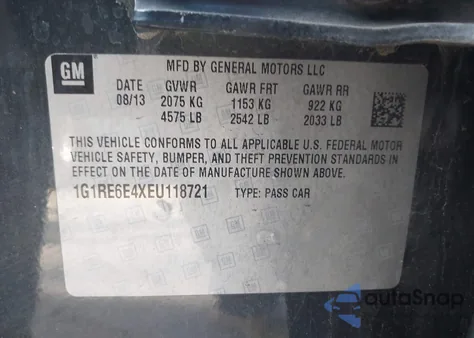 GM
MFD BY GENERAL MOTORS LLC
DATE GVWR GAWR FRT GAWR RR
08/13 2075 KG 1153 KG 922 KG
4575 LB 2542 LB 2033 LB
THIS VEHICLE CONFORMS TO ALL APPLICABLE U.S. FEDERAL MOTOR
VEHICLE SAFETY, BUMPER, AND THEFT PREVENTION STANDARDS IN
EFFECT ON THE DATE OF MANUFACTURE SHOWN ABOVE.
1G1RE6E4XEU118721 TYPE: PASS CAR
autaSnap